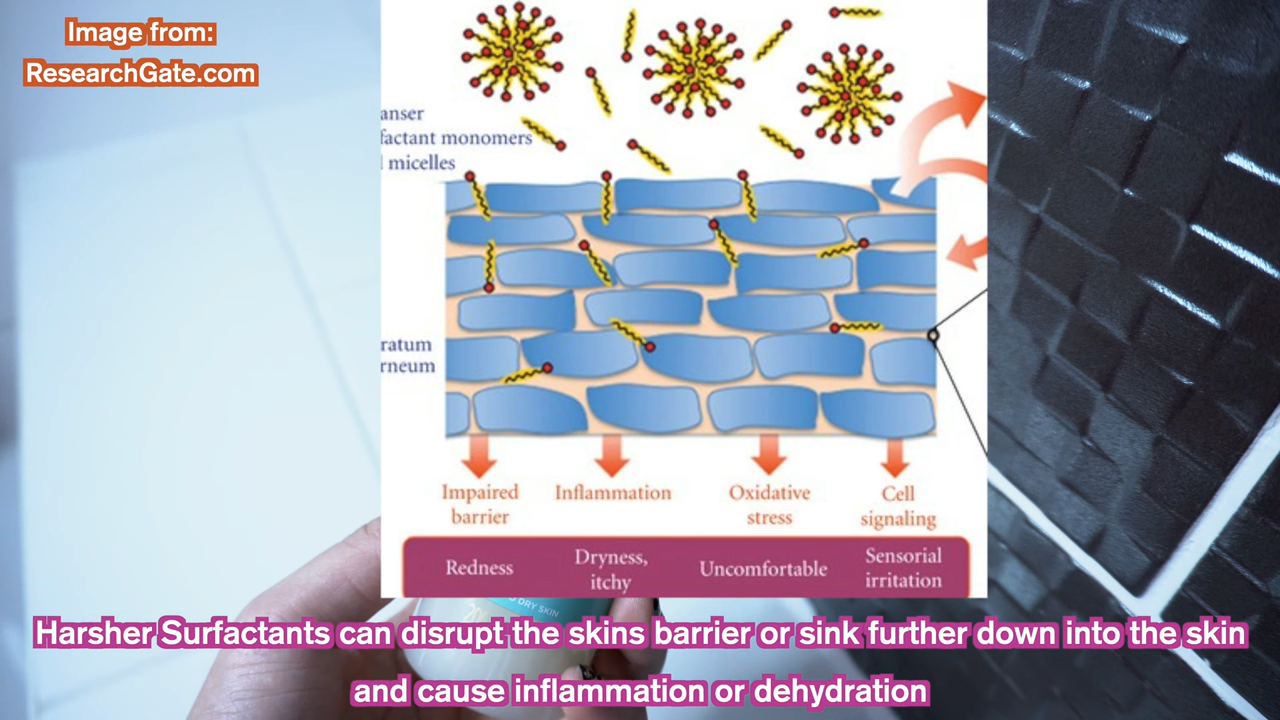 Image from:
ResearchGate.com
anser
factant monomers
l micelles
ratum
rneum
Impaired
barrier
Inflammation
Oxidative
stress
Cell
signaling
Redness
Dryness,
itchy
Uncomfortable
Sensorial
irritation
DRY SKIN
Harsher Surfactants can disrupt the skins barrier or sink further down into the skin
and cause inflammation or dehydration